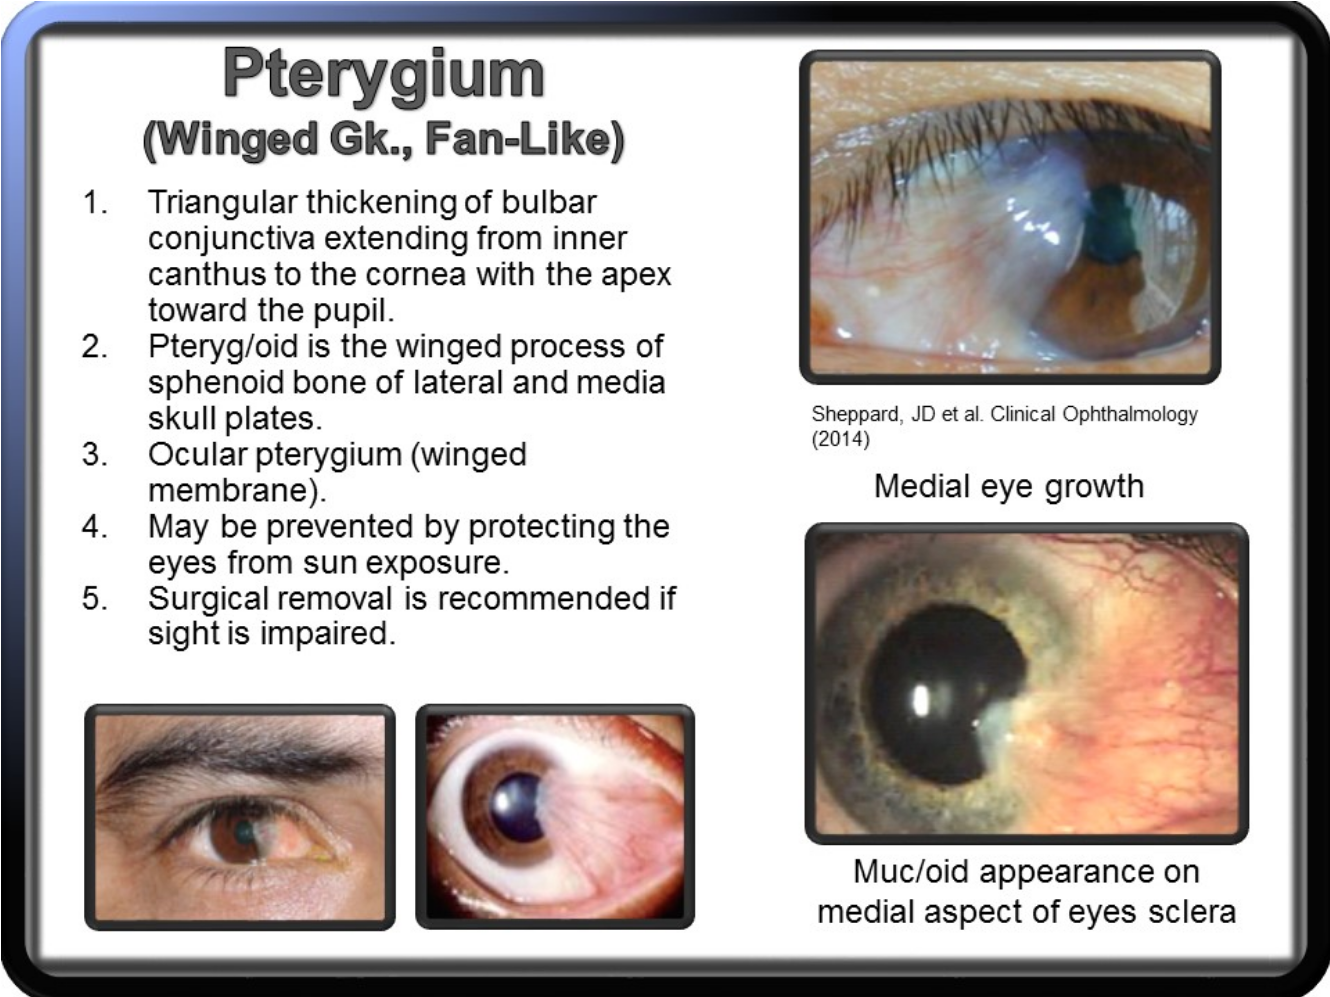 Pterygium
(Winged Gk., Fan-Like)
1. Triangular thickening of bulbar
conjunctiva extending from inner
canthus to the cornea with the apex
toward the pupil.
2. Pteryg/oid is the winged process of
sphenoid bone of lateral and media
skull plates.
3. Ocular pterygium (winged
membrane).
4. May be prevented by protecting the
eyes from sun exposure.
5. Surgical removal is recommended if
sight is impaired.
Sheppard, JD et al. Clinical Ophthalmology
(2014)
Medial eye growth
Muc/oid appearance on
medial aspect of eyes sclera